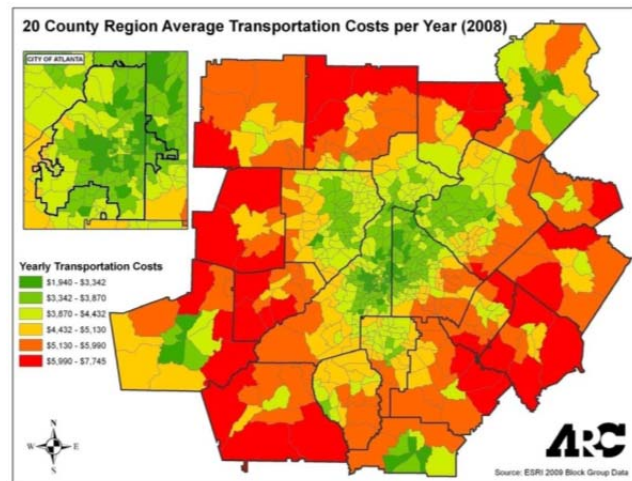 20 County Region Average Transportation Costs per Year (2008)
CITY OF ATLANTA
Yearly Transportation Costs
$1,940 - $3,342
$3,342 - $3,870
$3,870 - $4,432
$4,432 - $5,130
$5,130 - $5,990
$5,990 - $7,745
N
W E
S
ARC
Source: ESRI 2009 Block Group Data